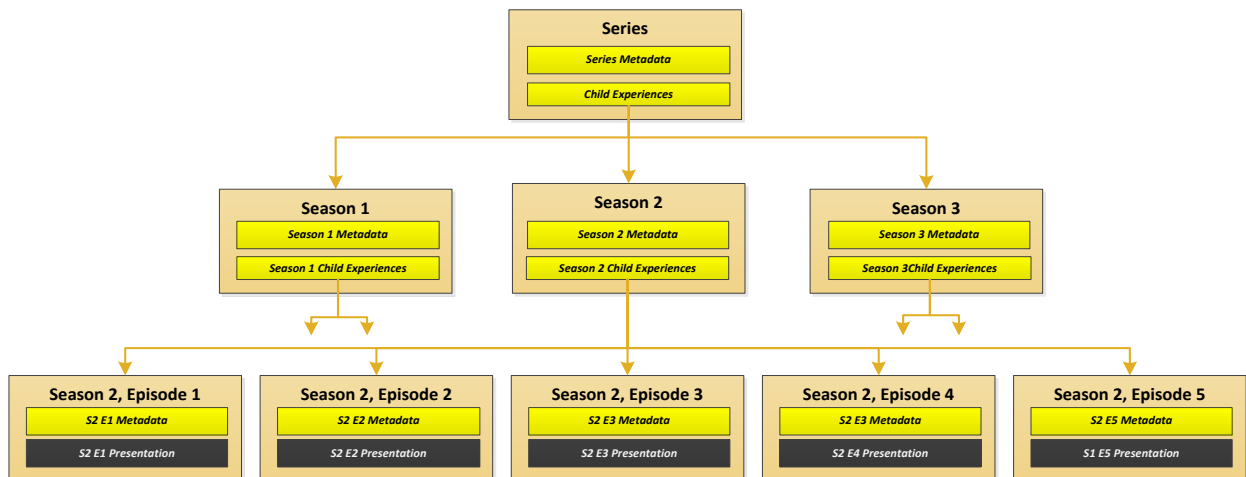 Series
Series Metadata
Child Experiences
Season 1
Season 1 Metadata
Season 1 Child Experiences
Season 2
Season 2 Metadata
Season 2 Child Experiences
Season 3
Season 3 Metadata
Season 3Child Experiences
Season 2, Episode 1
S2 E1 Metadata
S2 E1 Presentation
Season 2, Episode 2
S2 E2 Metadata
S2 E2 Presentation
Season 2, Episode 3
S2 E3 Metadata
S2 E3 Presentation
Season 2, Episode 4
S2 E3 Metadata
S2 E4 Presentation
Season 2, Episode 5
S2 E5 Metadata
S1 E5 Presentation